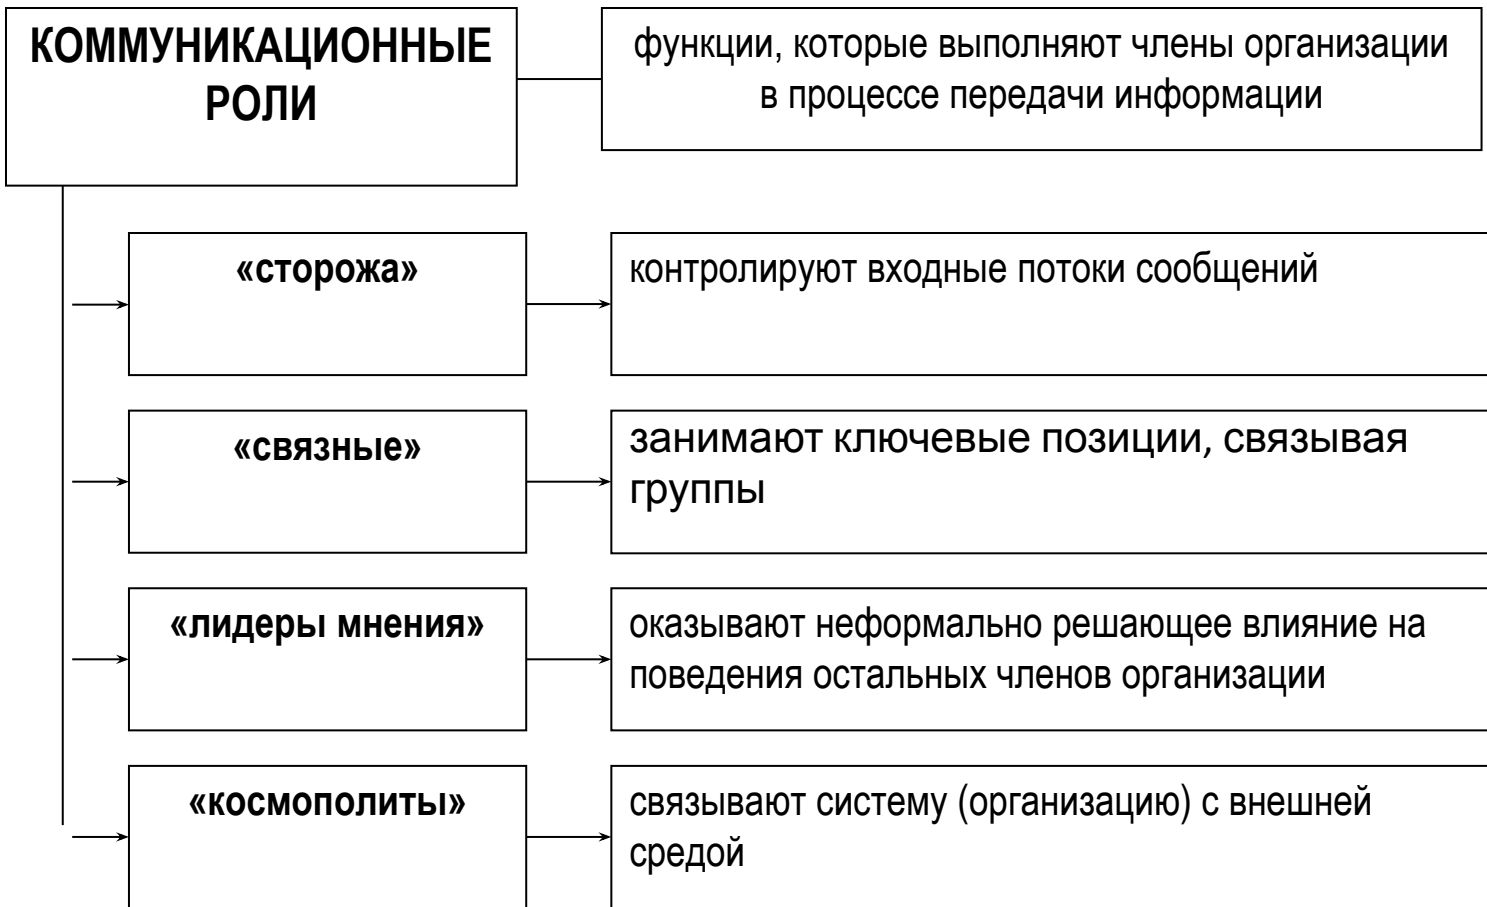 КОММУНИКАЦИОННЫЕ
РОЛИ
функции, которые выполняют члены организации
в процессе передачи информации
«сторожа»
контролируют входные потоки сообщений
«связные»
занимают ключевые позиции, связывая
группы
«лидеры мнения»
оказывают неформально решающее влияние на
поведения остальных членов организации
«космополиты»
связывают систему (организацию) с внешней
средой